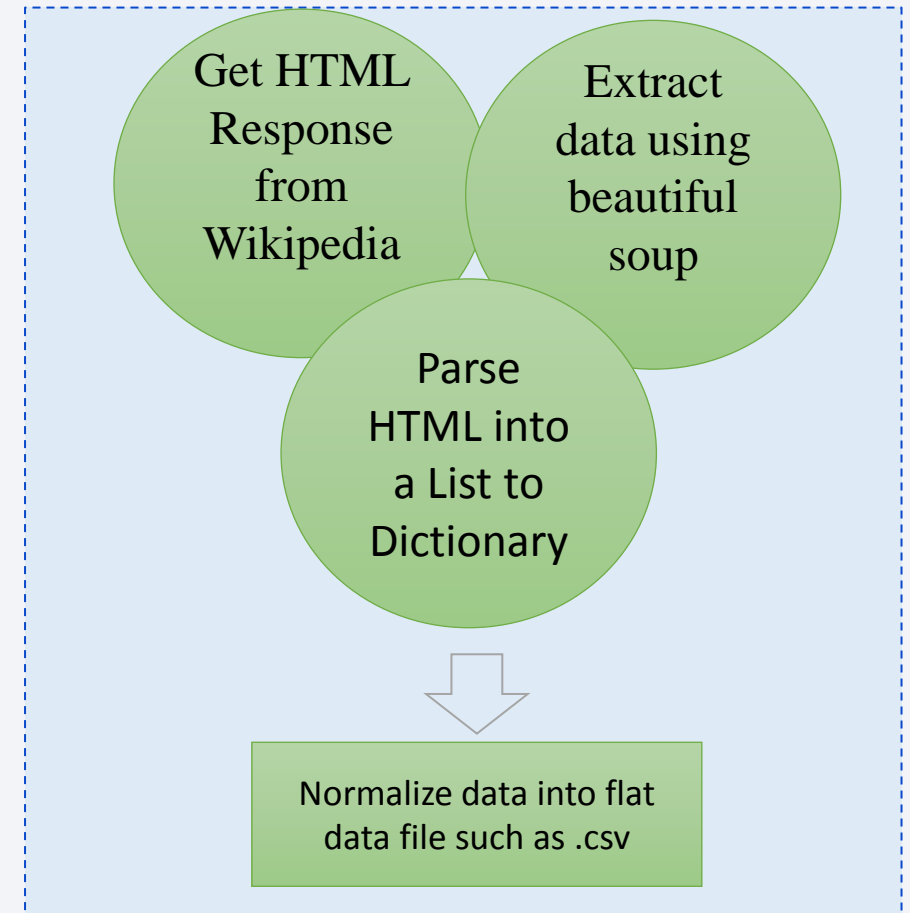 Get HTML
Response
from
Wikipedia
Extract
data using
beautiful
soup
Parse
HTML into
a List to
Dictionary
Normalize data into flat
data file such as .csv